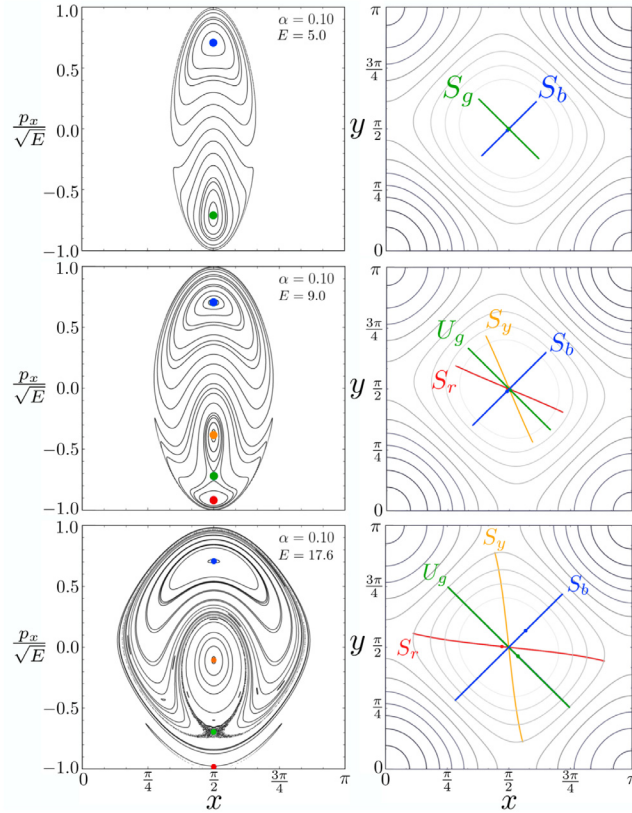 1.0
α = 0.10
E = 5.0
0.5
p_x/√E
0.0
−0.5
−1.0
π
3π/4
y
π/2
π/4
0
S_g
S_b
1.0
α = 0.10
E = 9.0
0.5
p_x/√E
0.0
−0.5
−1.0
π
3π/4
y
π/2
π/4
0
U_g
S_y
S_b
S_r
1.0
α = 0.10
E = 17.6
0.5
p_x/√E
0.0
−0.5
−1.0
0
π/4
π/2
3π/4
π
x
π
3π/4
y
π/2
π/4
0
S_y
U_g
S_b
S_r
0
π/4
π/2
3π/4
π
x